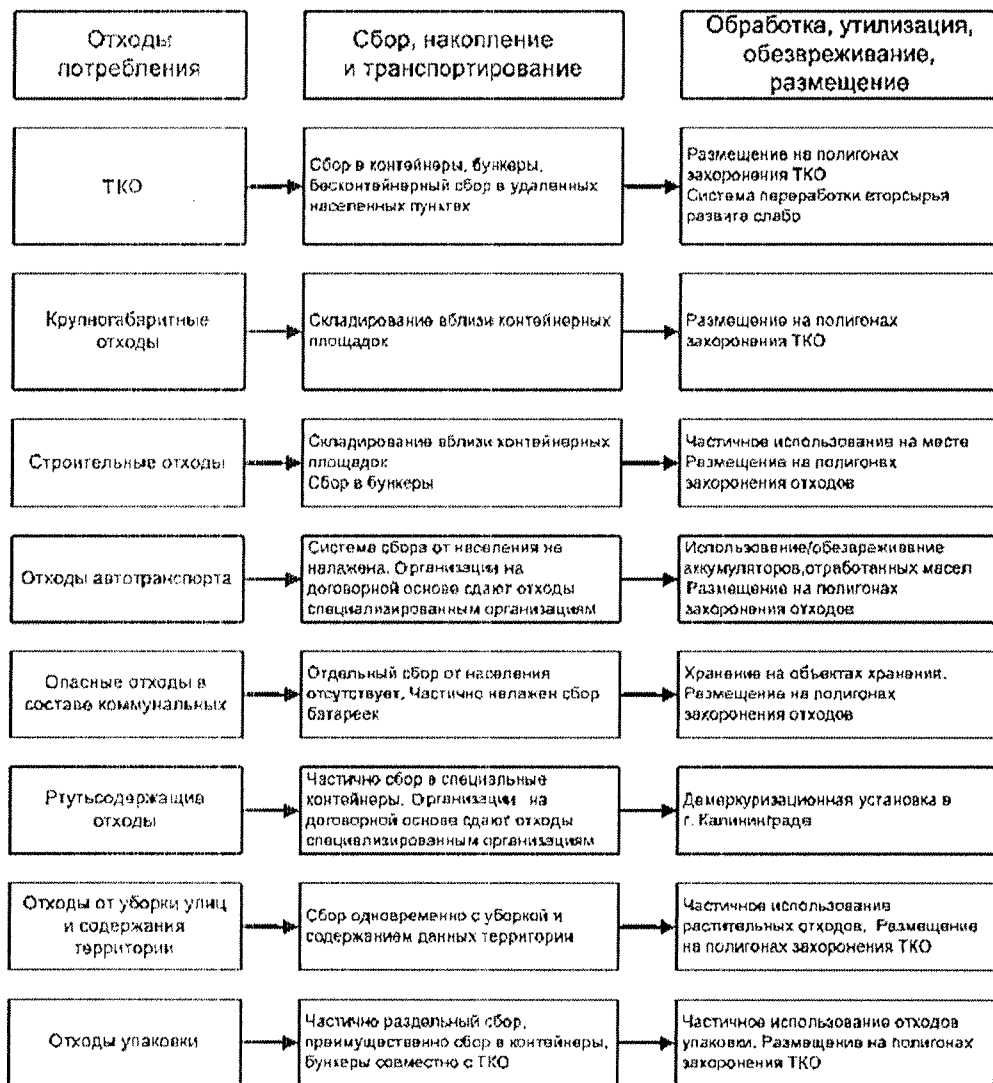 Отходы
потребления
Сбор, накопление
и транспортирование
Обработка, утилизация,
обезвреживание,
размещение
ТКО
Сбор в контейнеры, бункеры.
Бесконтейнерный сбор в удаленных
населенных пунктах
Размещение на полигонах
захоронения ТКО
Система переработки вторсырья
развита слабо
Крупногабаритные
отходы
Складирование вблизи контейнерных
площадок
Размещение на полигонах
захоронения ТКО
Строительные отходы
Складирование вблизи контейнерных
площадок
Сбор в бункеры
Частичное использование на месте
Размещение на полигонах
захоронения отходов
Отходы автотранспорта
Система сбора от населения не
налажена. Организации на
договорной основе сдают отходы
специализированным организациям
Использование/обезвреживание
аккумуляторов,отработанных масел
Размещение на полигонах
захоронения отходов
Опасные отходы в
составе коммунальных
Отдельный сбор от населения
отсутствует. Частично налажен сбор
батареек
Хранение на объектах хранения.
Размещение на полигонах
захоронения отходов
Ртутьсодержащие
отходы
Частично сбор в специальные
контейнеры. Организации на
договорной основе сдают отходы
специализированным организациям
Демеркуризационная установка в
г. Калининграде
Отходы от уборки улиц
и содержания
территории
Сбор одновременно с уборкой и
содержанием данных территории
Частичное использование
растительных отходов. Размещение
на полигонах захоронения ТКО
Отходы упаковки
Частично раздельный сбор,
преимущественно сбор в контейнеры,
бункеры совместно с ТКО
Частичное использование отходов
упаковки. Размещение на полигонах
захоронения ТКО